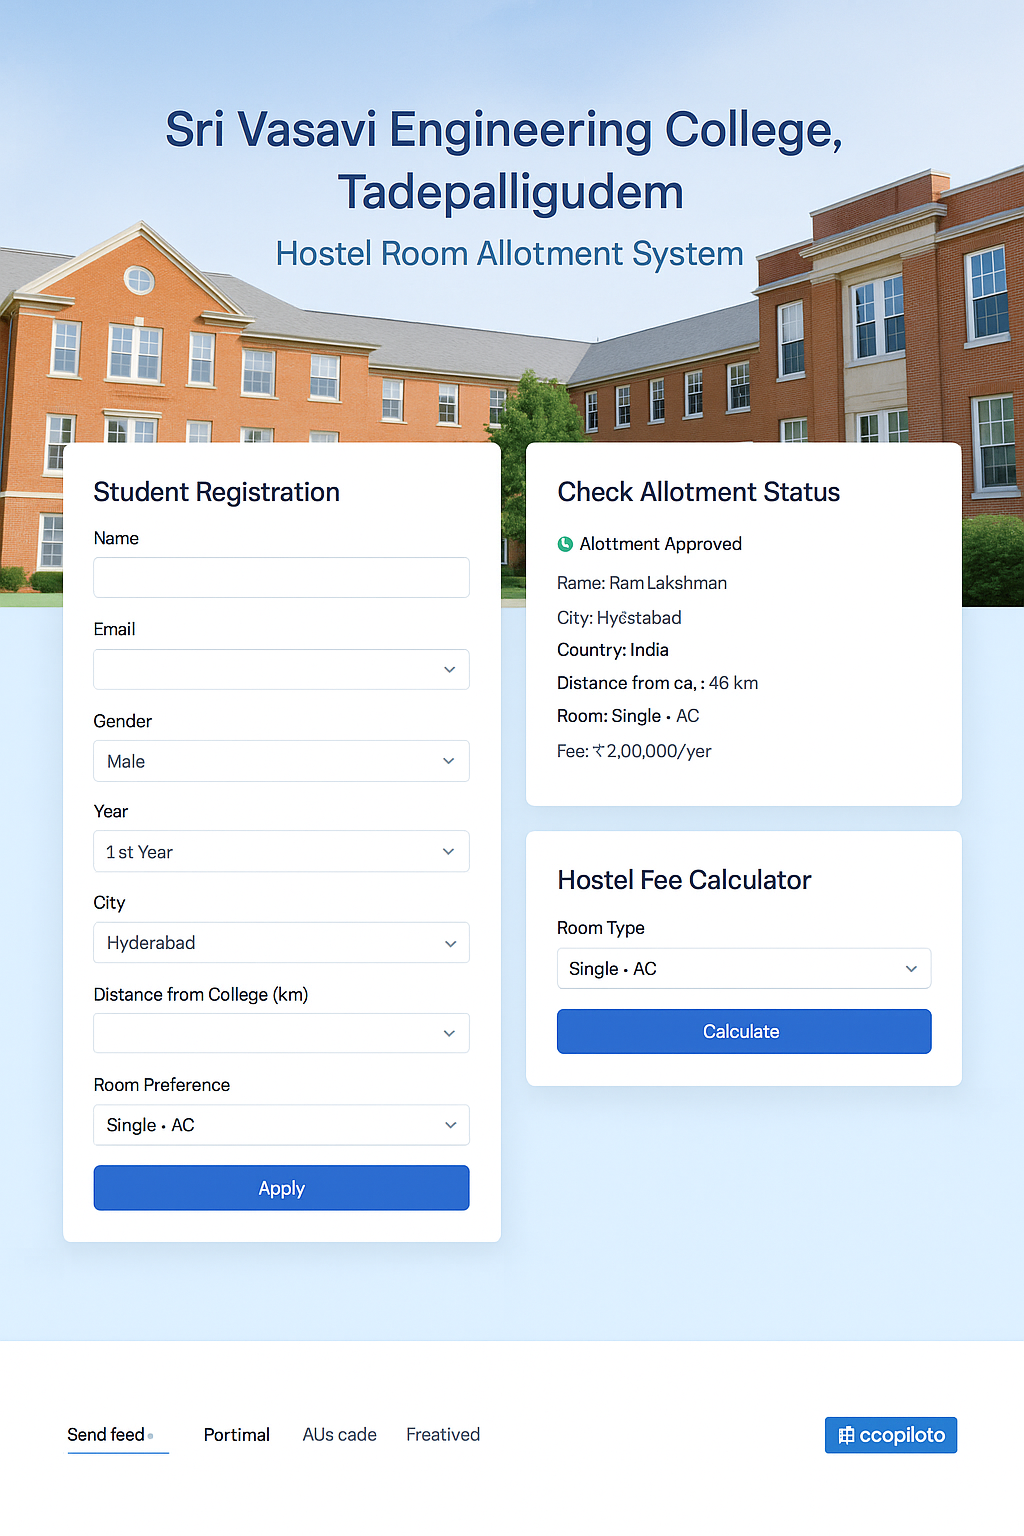 Sri Vasavi Engineering College,
Tadepalligudem
Hostel Room Allotment System
Student Registration
Name
Email
Gender
Male
Year
1 st Year
City
Hyderabad
Distance from College (km)
Room Preference
Single • AC
Apply
Check Allotment Status
Alottment Approved
Rame: Ram Lakshman
City:
Country: India
Distance from ca, : 46 km
Room: Single • AC
Fee: 2,00,000/yer
Hostel Fee Calculator
Room Type
Single • AC
Calculate
Send feed
Portimal
AUs cade
Freatived
ccopiloto